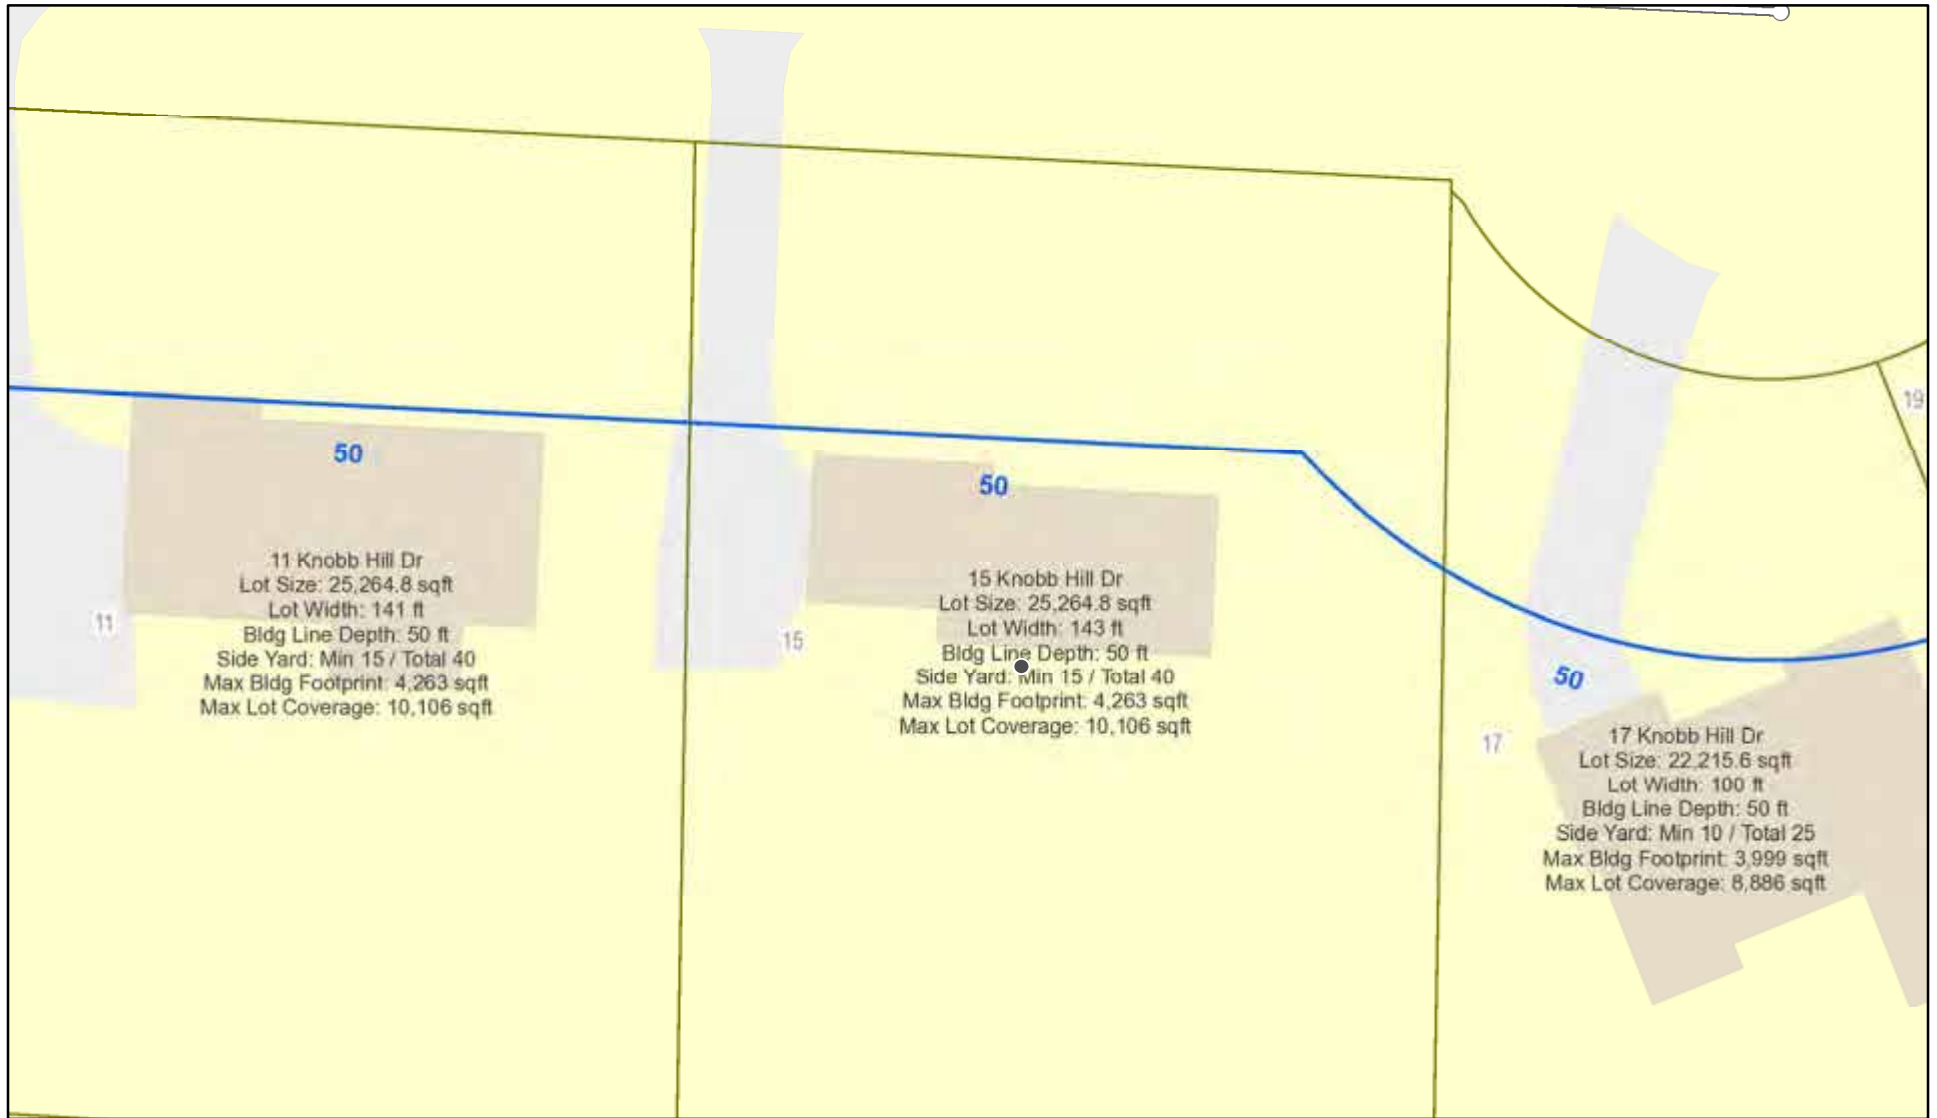 19
50
50
11 Knobb Hill Dr
Lot Size: 25,264.8 sqft
Lot Width: 141 ft
Bldg Line Depth: 50 ft
Side Yard: Min 15 / Total 40
Max Bldg Footprint: 4,263 sqft
Max Lot Coverage: 10,106 sqft
11
15 Knobb Hill Dr
Lot Size: 25,264.8 sqft
Lot Width: 143 ft
Bldg Line Depth: 50 ft
Side Yard: Min 15 / Total 40
Max Bldg Footprint: 4,263 sqft
Max Lot Coverage: 10,106 sqft
15
50
17
17 Knobb Hill Dr
Lot Size: 22,215.6 sqft
Lot Width: 100 ft
Bldg Line Depth: 50 ft
Side Yard: Min 10 / Total 25
Max Bldg Footprint: 3,999 sqft
Max Lot Coverage: 8,886 sqft